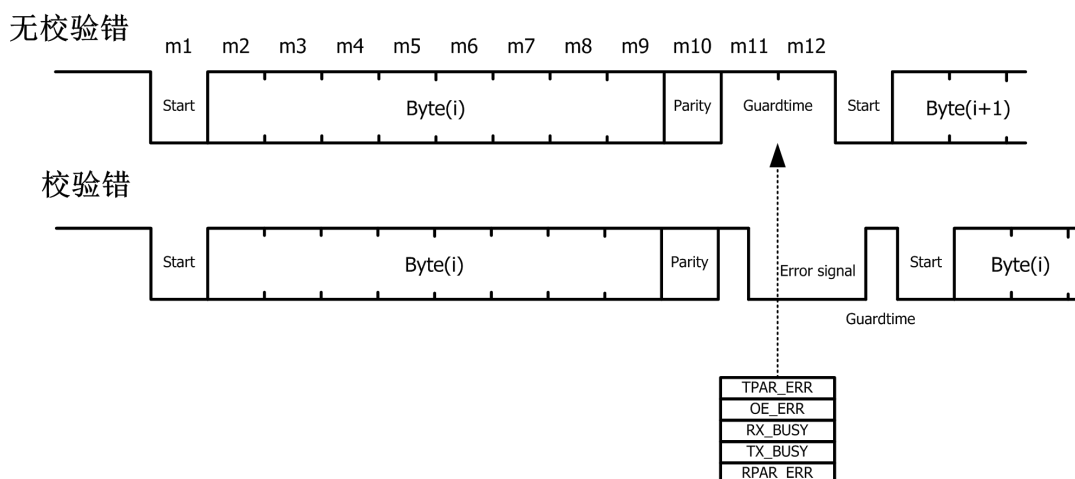 无校验错
m1 m2 m3 m4 m5 m6 m7 m8 m9 m10 m11 m12
Start Byte(i) Parity Guardtime Start Byte(i+1)
校验错
Start Byte(i) Parity Error signal Start Byte(i)
Guardtime
TPAR_ERR
OE_ERR
RX_BUSY
TX_BUSY
RPAR_ERR